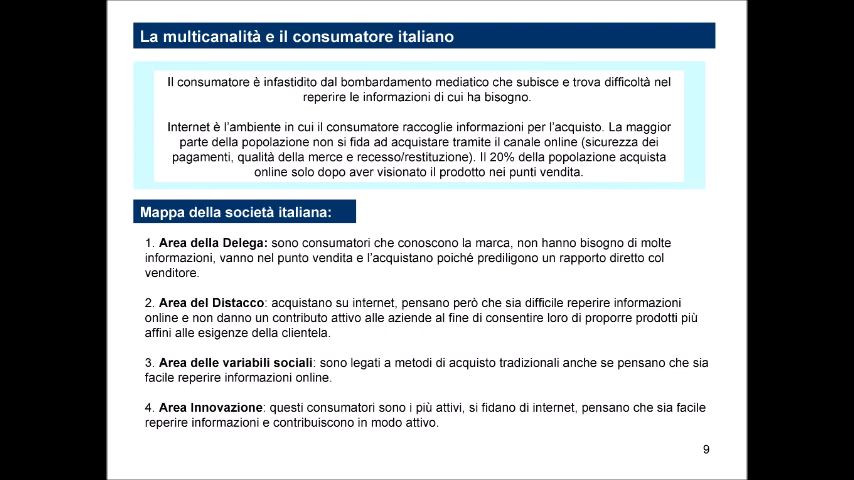 La multicanalità e il consumatore italiano
Il consumatore è infastidito dal bombardamento mediatico che subisce e trova difficoltà nel
reperire le informazioni di cui ha bisogno.
Internet è l'ambiente in cui il consumatore raccoglie informazioni per l'acquisto. La maggior
parte della popolazione non si fida ad acquistare tramite il canale online (sicurezza dei
pagamenti, qualità della merce e recesso/restituzione). Il 20% della popolazione acquista
online solo dopo aver visionato il prodotto nei punti vendita.
Mappa della società italiana:
1. Area della Delega: sono consumatori che conoscono la marca, non hanno bisogno di molte
informazioni, vanno nel punto vendita e l'acquistano poiché prediligono un rapporto diretto col
venditore.
2. Area del Distacco: acquistano su internet, pensano però che sia difficile reperire informazioni
online e non danno un contributo attivo alle aziende al fine di consentire loro di proporre prodotti più
affini alle esigenze della clientela.
3. Area delle variabili sociali: sono legati a metodi di acquisto tradizionali anche se pensano che sia
facile reperire informazioni online.
4. Area Innovazione: questi consumatori sono i più attivi, si fidano di internet, pensano che sia facile
reperire informazioni e contribuiscono in modo attivo.
9